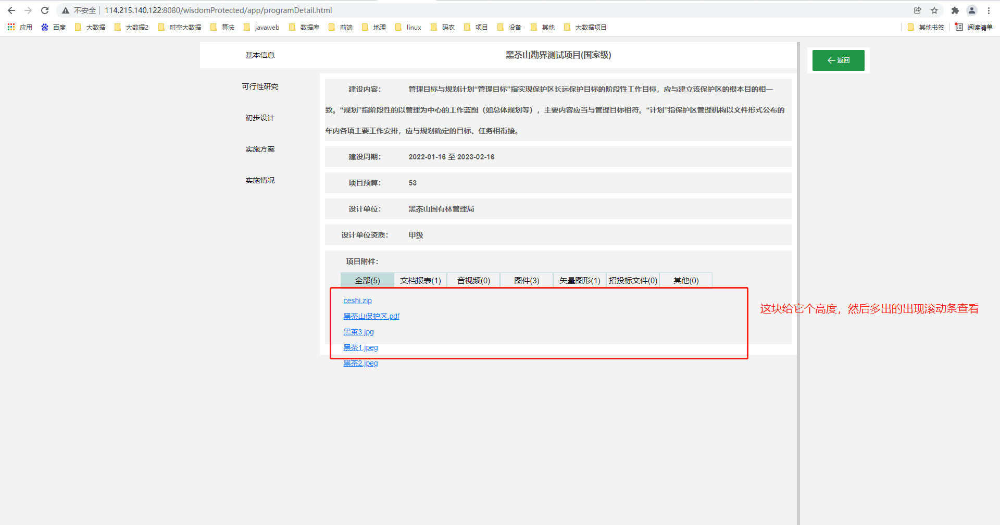 不安全 114.215.140.122:8080/wisdomProtected/app/programDetail.html
应用 百度 大数据 大数据2 时空大数据 算法 javaweb 数据库 前端 地理 linux 码农 项目 设备 其他 大数据项目 其他书签 阅读清单
基本信息
黑茶山勘界测试项目(国家级)
返回
可行性研究
初步设计
实施方案
实施情况
建设内容： 管理目标与规划计划“管理目标”指实现保护区长远保护目标的阶段性工作目标，应与建立该保护区的根本目的相一
致。“规划”指阶段性的以管理为中心的工作蓝图（如总体规划等），主要内容应当与管理目标相符。“计划”指保护区管理机构以文件形式公布的
年内各项主要工作安排，应与规划确定的目标、任务相衔接。
建设周期： 2022-01-16 至 2023-02-16
项目预算： 53
设计单位： 黑茶山国有林管理局
设计单位资质： 甲级
项目附件：
全部(5) 文档报表(1) 音视频(0) 图件(3) 矢量图形(1) 招投标文件(0) 其他(0)
ceshi.zip
黑茶山保护区.pdf
黑茶3.jpg
黑茶1.jpeg
黑茶2.jpeg
这块给它个高度，然后多出的出现滚动条查看